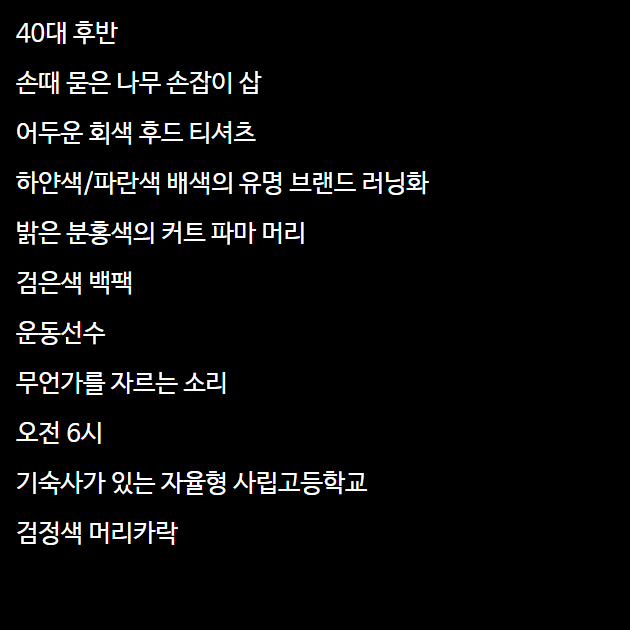 40대 후반
손때 묻은 나무 손잡이 삽
어두운 회색 후드 티셔츠
하얀색/파란색 배색의 유명 브랜드 러닝화
밝은 분홍색의 커트 파마 머리
검은색 백팩
운동선수
무언가를 자르는 소리
오전 6시
기숙사가 있는 자율형 사립고등학교
검정색 머리카락